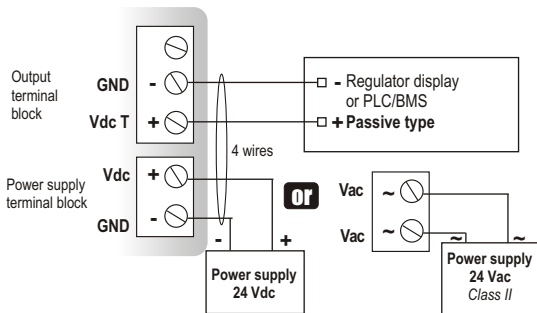 Output
terminal
block
GND -
Vdc T +
- Regulator display
or PLC/BMS
+ Passive type
4 wires
Power supply
terminal block
Vdc +
GND -
- +
Power supply
24 Vdc
or
Vac ~
Vac ~
~ ~
Power supply
24 Vac
Class II